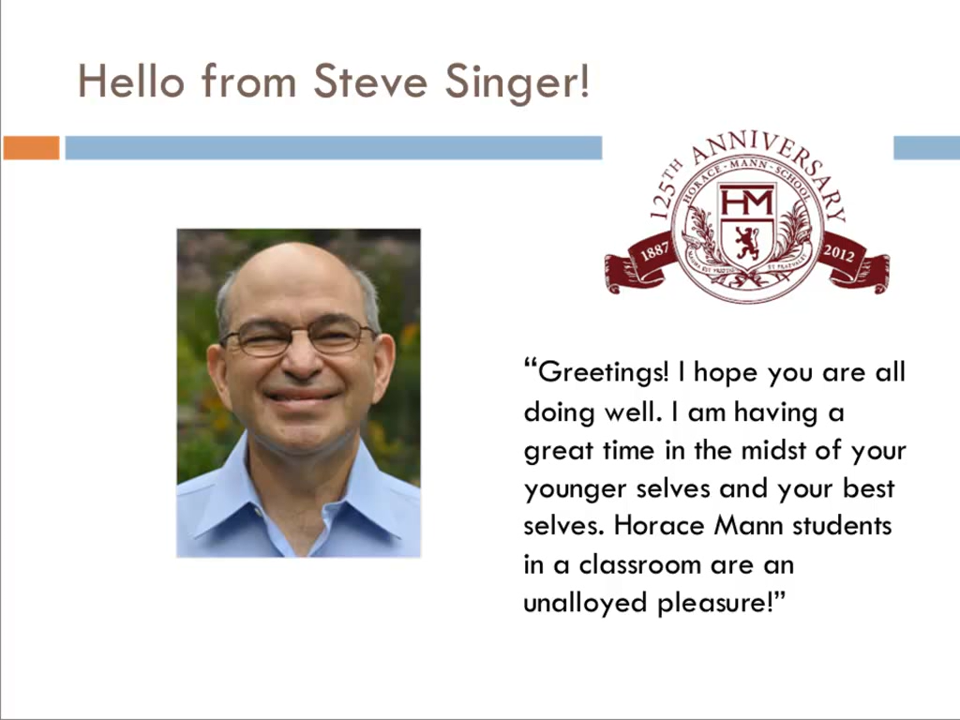 Hello from Steve Singer!
125TH ANNIVERSARY
HORACE · MANN · SCHOOL
HM
1887
2012
“Greetings! I hope you are all
doing well. I am having a
great time in the midst of your
younger selves and your best
selves. Horace Mann students
in a classroom are an
unalloyed pleasure!”